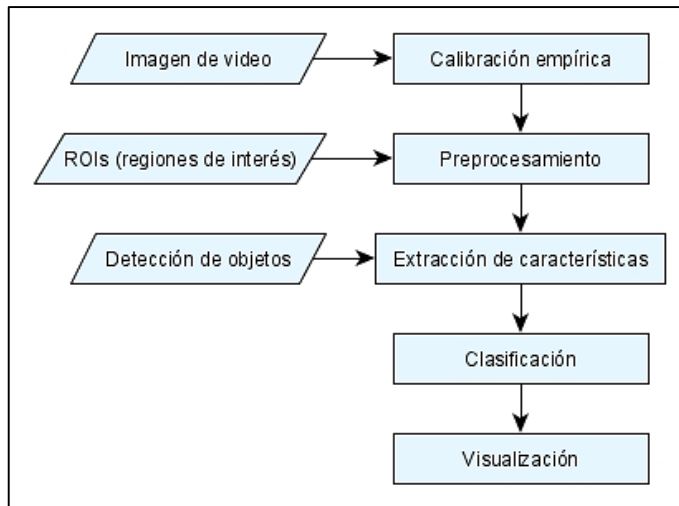 Imagen de video
Calibración empírica
ROIs (regiones de interés)
Preprocesamiento
Detección de objetos
Extracción de características
Clasificación
Visualización